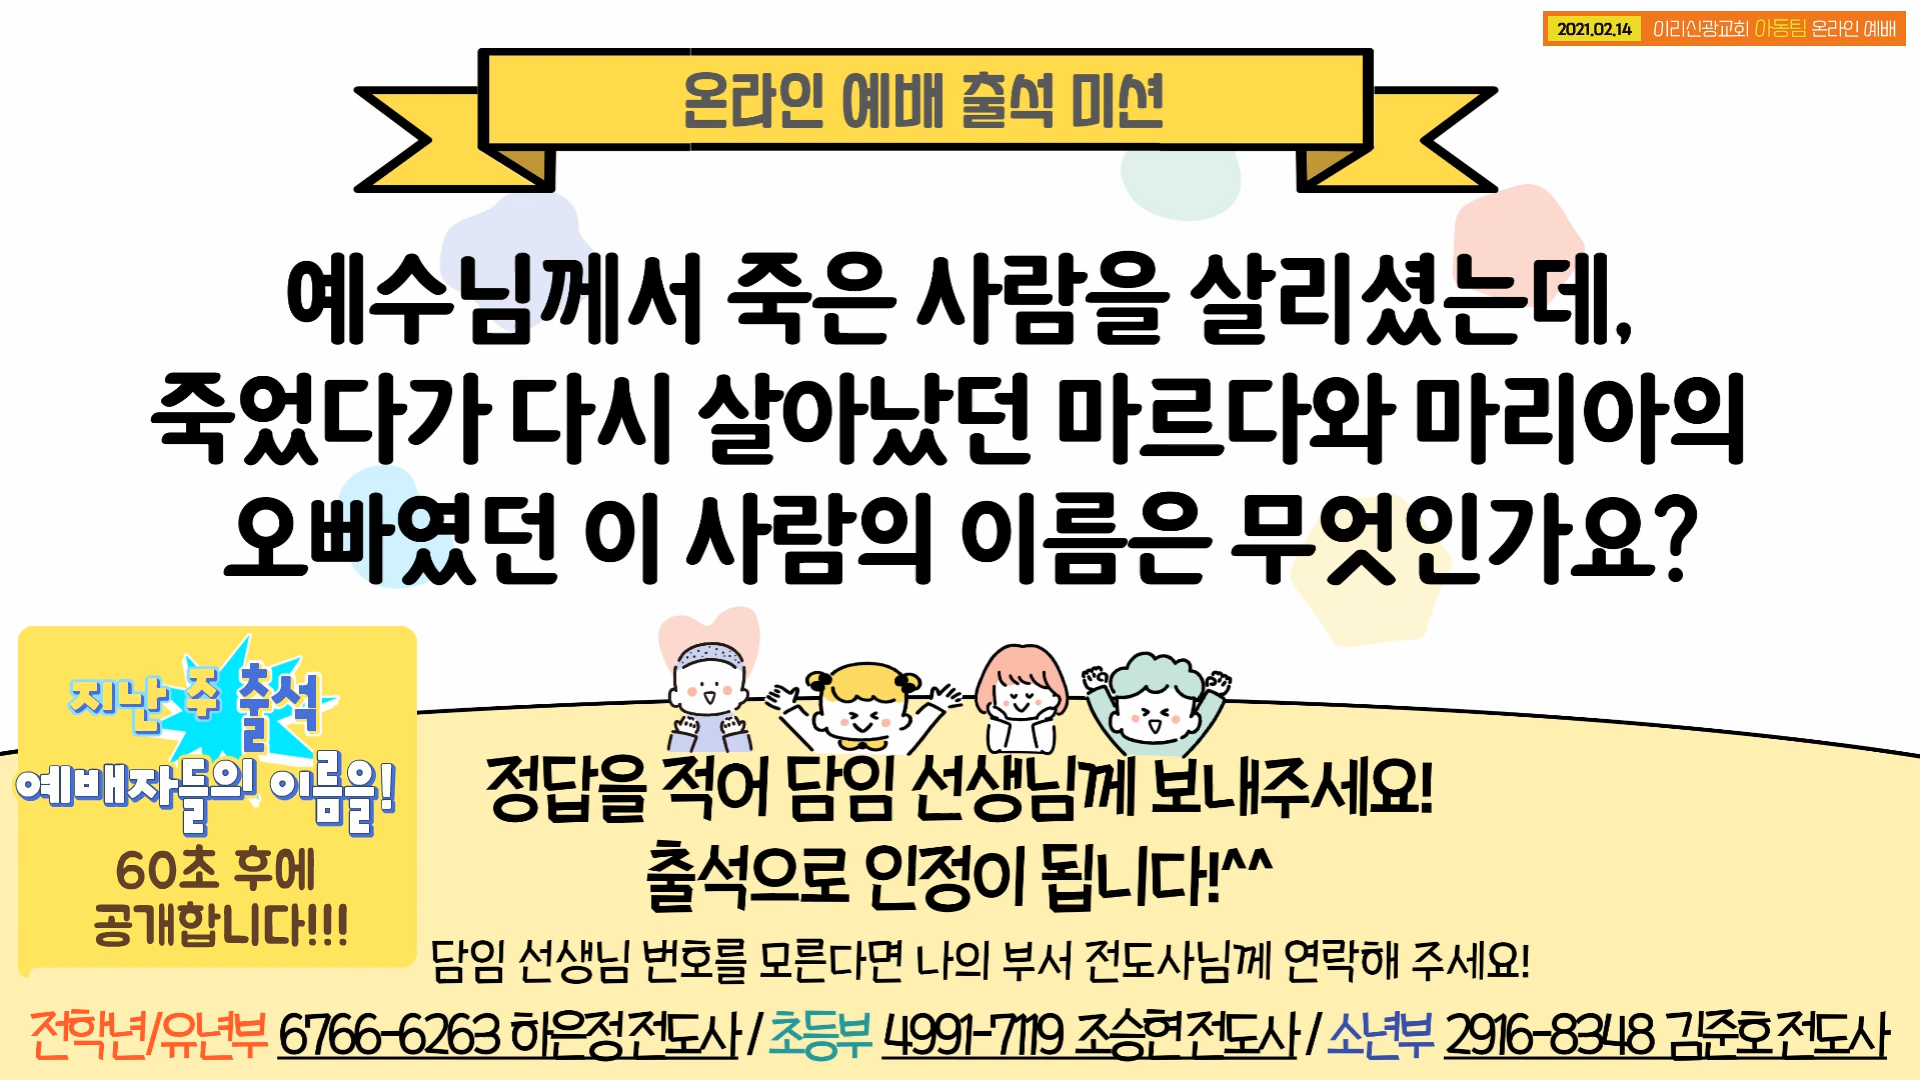 2021.02.14 이리신광교회 아동팀 온라인 예배
온라인 예배 출석 미션
예수님께서 죽은 사람을 살리셨는데,
죽었다가 다시 살아났던 마르다와 마리아의
오빠였던 이 사람의 이름은 무엇인가요?
지난 주 출석
예배자들의 이름을!
60초 후에
공개합니다!!!
정답을 적어 담임 선생님께 보내주세요!
출석으로 인정이 됩니다!^^
담임 선생님 번호를 모른다면 나의 부서 전도사님께 연락해 주세요!
전학년/유년부 6766-6263 하은정전도사 / 초등부 4991-7119 조승현전도사 / 소년부 2916-8348 김준호전도사